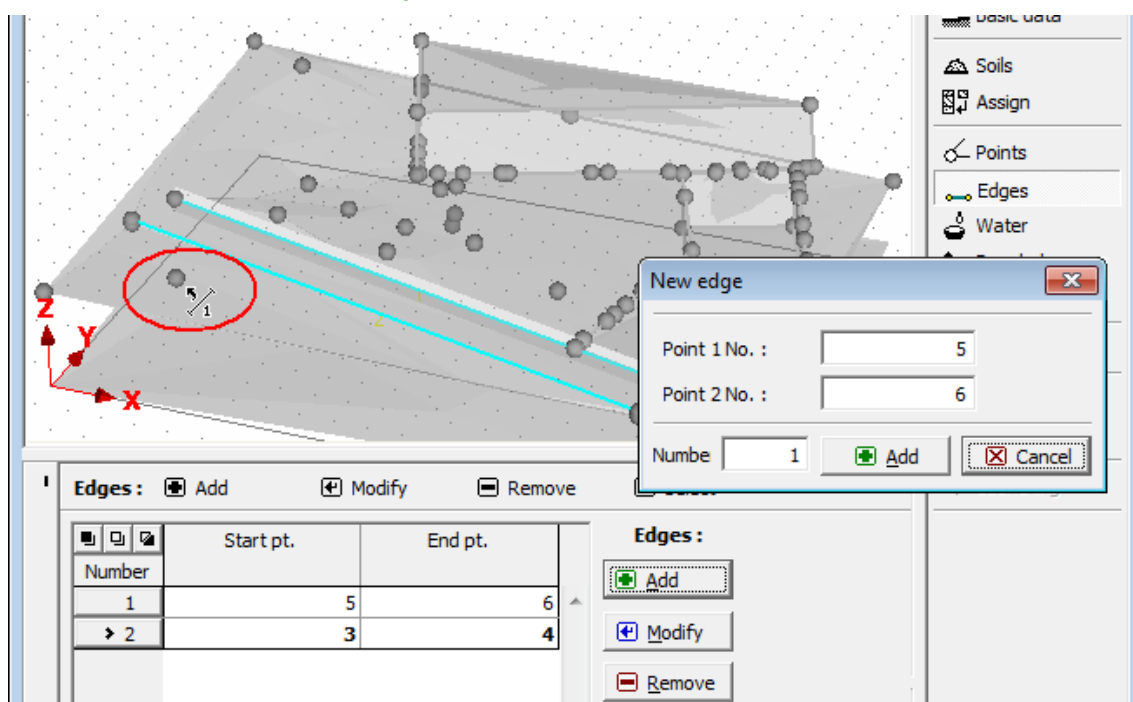 Basic data
Soils
Assign
Points
Edges
Water
Z
Y
X
1
1
2
New edge
Point 1 No. :
5
Point 2 No. :
6
Numbe
1
Add
Cancel
Edges :
Add
Modify
Remove
Number
Start pt.
End pt.
1
5
6
2
3
4
Edges :
Add
Modify
Remove